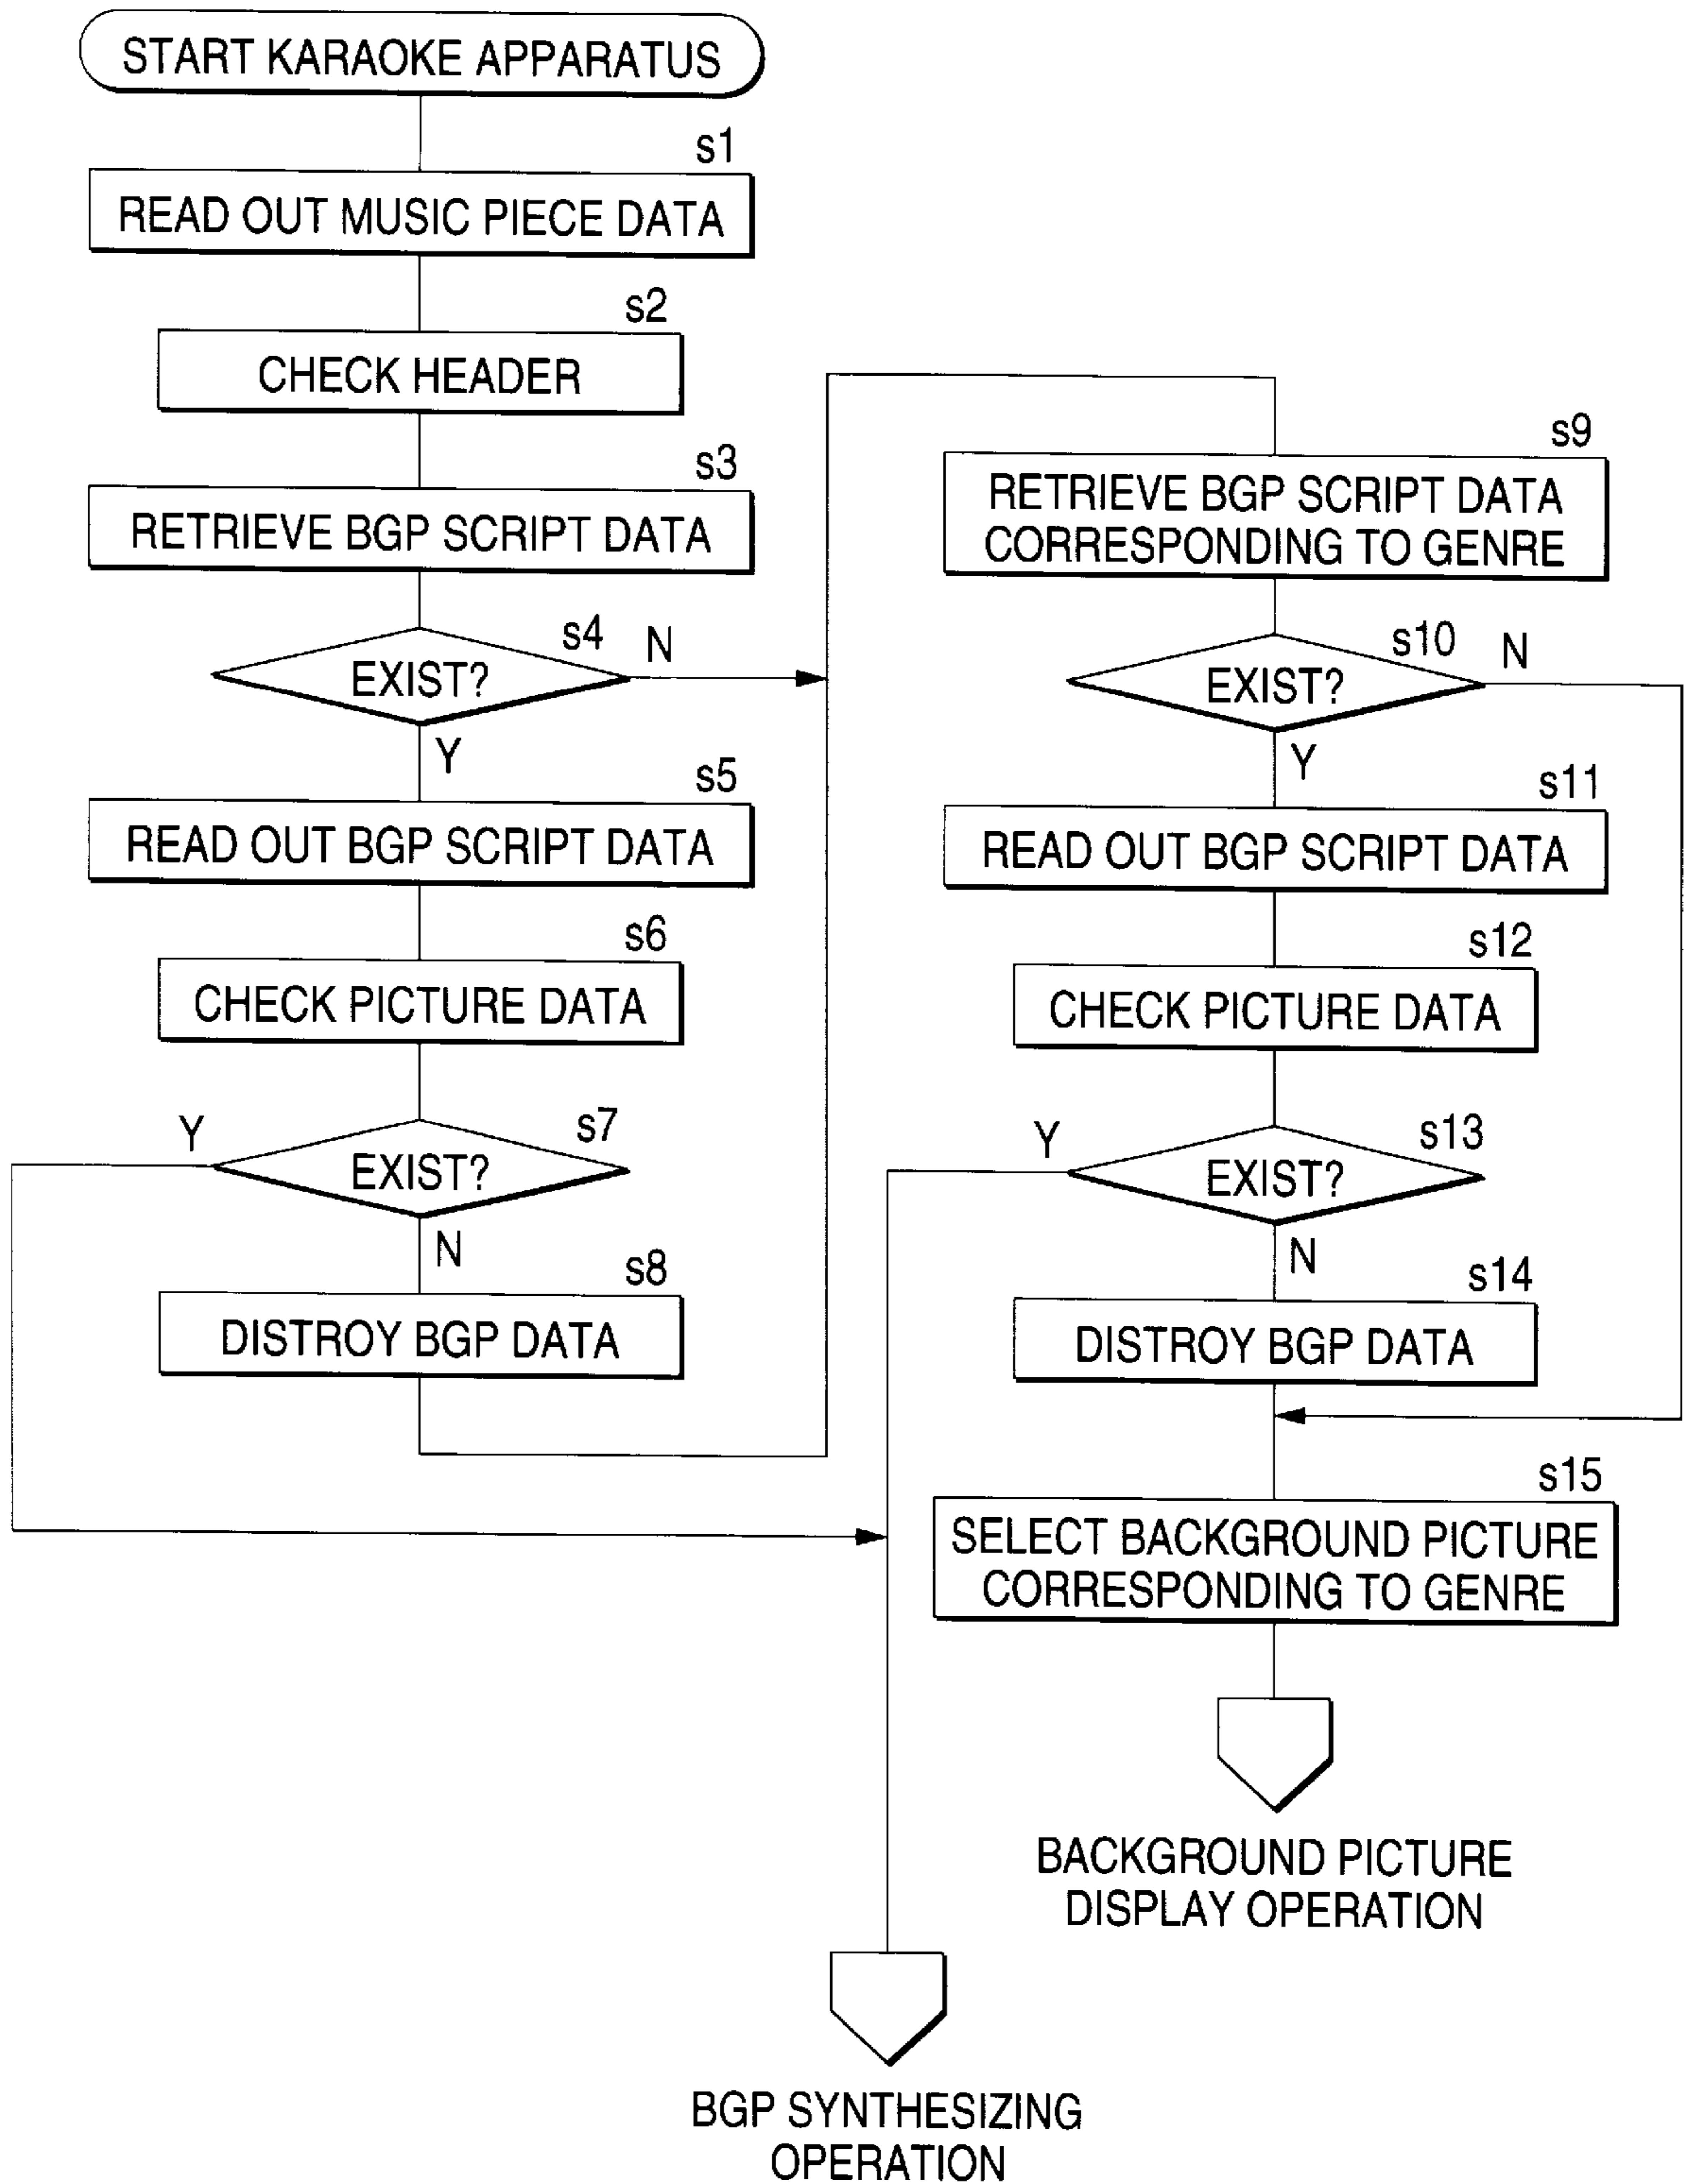 START KARAOKE APPARATUS
s1
READ OUT MUSIC PIECE DATA
s2
CHECK HEADER
s3
RETRIEVE BGP SCRIPT DATA
s4
N
EXIST?
Y
s5
READ OUT BGP SCRIPT DATA
s6
CHECK PICTURE DATA
s7
Y
EXIST?
N
s8
DISTROY BGP DATA
s9
RETRIEVE BGP SCRIPT DATA
CORRESPONDING TO GENRE
s10
N
EXIST?
Y
s11
READ OUT BGP SCRIPT DATA
s12
CHECK PICTURE DATA
s13
Y
EXIST?
N
s14
DISTROY BGP DATA
s15
SELECT BACKGROUND PICTURE
CORRESPONDING TO GENRE
BACKGROUND PICTURE
DISPLAY OPERATION
BGP SYNTHESIZING
OPERATION